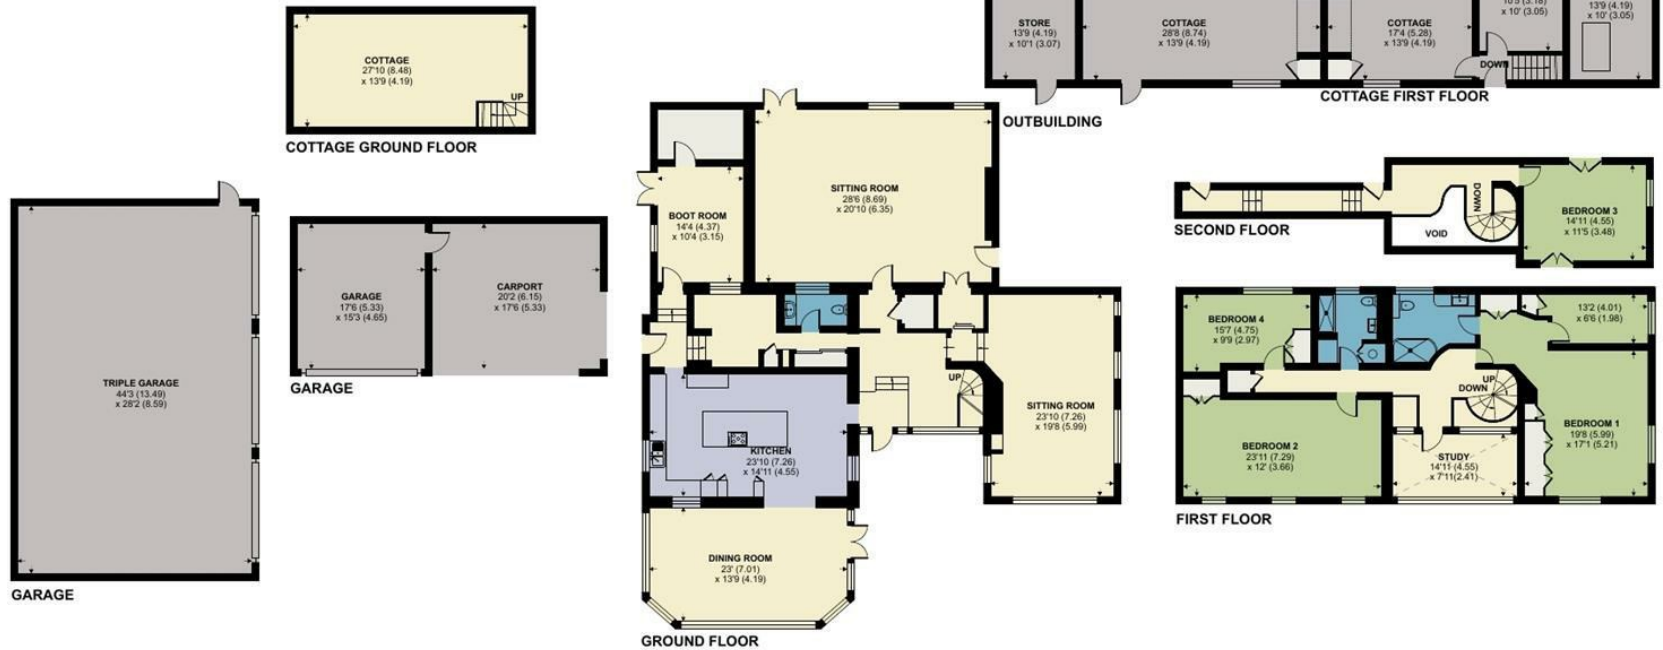 COTTAGE
27'10 (8.48)
x 13'9 (4.19)
UP
COTTAGE GROUND FLOOR
STORE
13'9 (4.19)
x 10'1 (3.07)
COTTAGE
28'8 (8.74)
x 13'9 (4.19)
COTTAGE
17'4 (5.28)
x 13'9 (4.19)
x 10' (3.05)
13'9 (4.19)
x 10' (3.05)
DOWN
COTTAGE FIRST FLOOR
OUTBUILDING
TRIPLE GARAGE
44'3 (13.49)
x 28'2 (8.59)
GARAGE
GARAGE
17'6 (5.33)
x 15'3 (4.65)
CARPORT
20'2 (6.15)
x 17'6 (5.33)
GARAGE
SITTING ROOM
28'6 (8.69)
x 20'10 (6.35)
BOOT ROOM
14'4 (4.37)
x 10'4 (3.15)
UP
SITTING ROOM
23'10 (7.26)
x 19'8 (5.99)
KITCHEN
23'10 (7.26)
x 14'11 (4.55)
DINING ROOM
23' (7.01)
x 13'9 (4.19)
GROUND FLOOR
DOWN
VOID
BEDROOM 3
14'11 (4.55)
x 11'5 (3.48)
SECOND FLOOR
BEDROOM 4
15'7 (4.75)
x 9'9 (2.97)
13'2 (4.01)
x 6'6 (1.98)
UP
DOWN
BEDROOM 2
23'11 (7.29)
x 12' (3.66)
STUDY
14'11 (4.55)
x 7'11(2.41)
BEDROOM 1
19'8 (5.99)
x 17'1 (5.21)
FIRST FLOOR